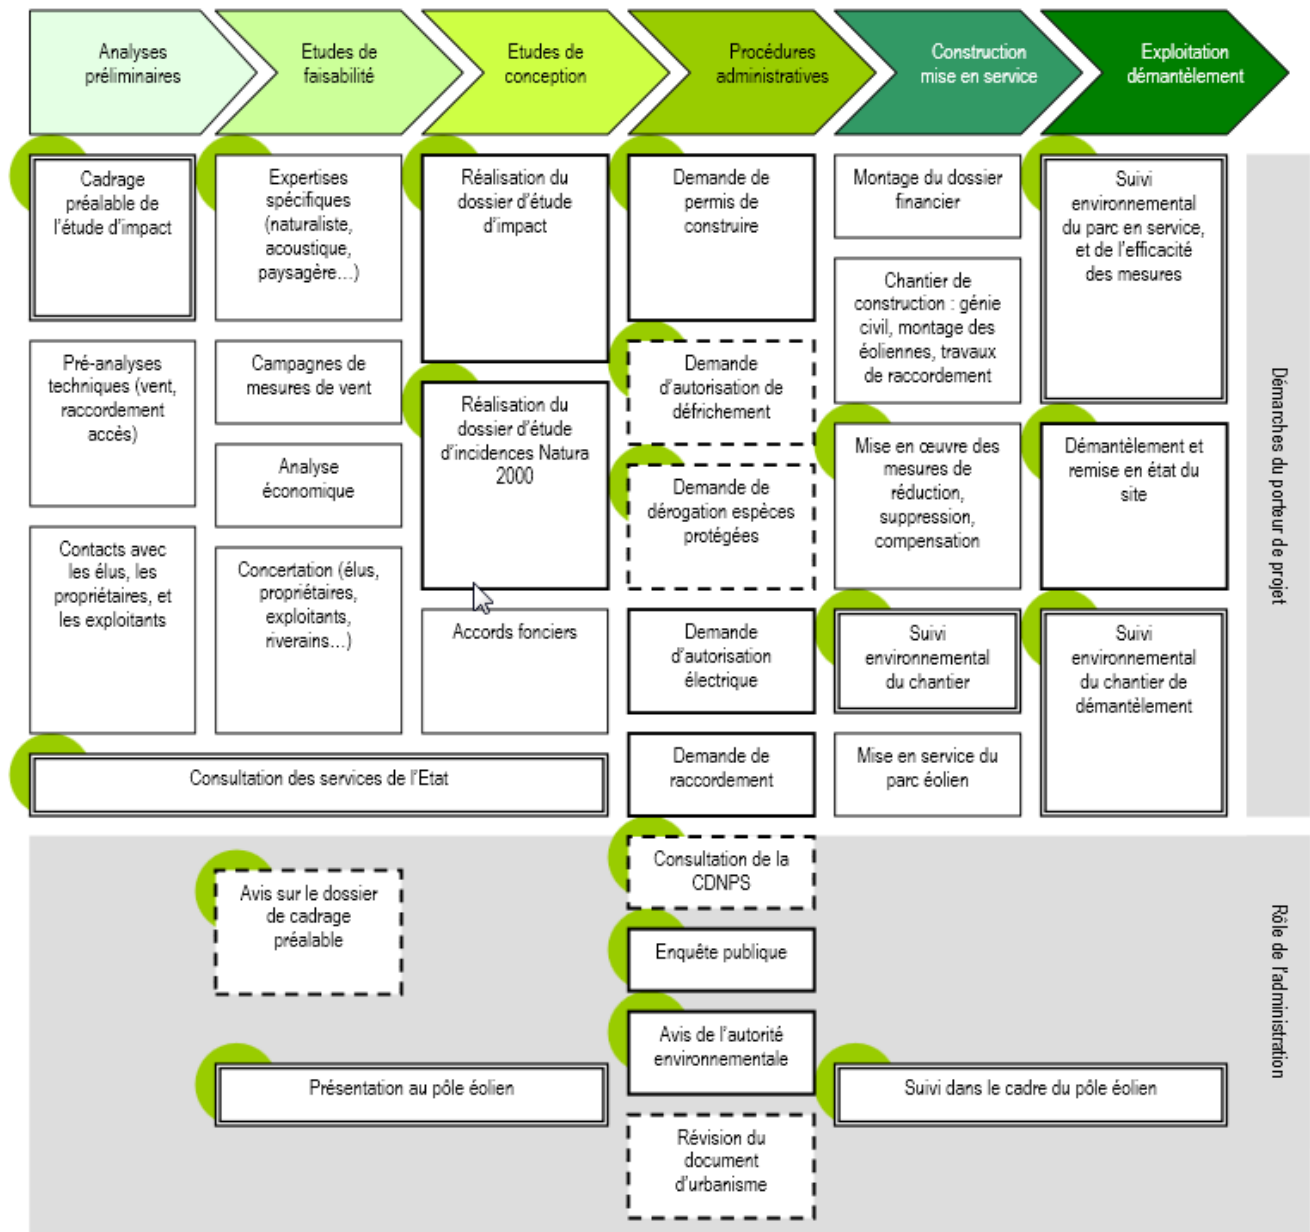 Analyses
préliminaires
Etudes de
faisabilité
Etudes de
conception
Procédures
administratives
Construction
mise en service
Exploitation
démantèlement
Cadrage
préalable de
l'étude d'impact
Pré-analyses
techniques (vent,
raccordement
accès)
Contacts avec
les élus, les
propriétaires, et
les exploitants
Expertises
spécifiques
(naturaliste,
acoustique,
paysagère…)
Campagnes de
mesures de vent
Analyse
économique
Concertation (élus,
propriétaires,
exploitants,
riverains…)
Réalisation du
dossier d'étude
d'impact
Réalisation du
dossier d'étude
d'incidences Natura
2000
Accords fonciers
Consultation des services de l'Etat
Demande de
permis de
construire
Demande
d'autorisation de
défrichement
Demande de
dérogation espèces
protégées
Demande
d'autorisation
électrique
Demande de
raccordement
Montage du dossier
financier
Chantier de
construction : génie
civil, montage des
éoliennes, travaux
de raccordement
Mise en œuvre des
mesures de
réduction,
suppression,
compensation
Suivi
environnemental
du chantier
Mise en service du
parc éolien
Suivi
environnemental
du parc en service,
et de l'efficacité
des mesures
Démantèlement et
remise en état du
site
Suivi
environnemental
du chantier de
démantèlement
Démarches du porteur de projet
Avis sur le dossier
de cadrage
préalable
Présentation au pôle éolien
Consultation de la
CDNPS
Enquête publique
Avis de l'autorité
environnementale
Révision du
document
d'urbanisme
Suivi dans le cadre du pôle éolien
Rôle de l'administration